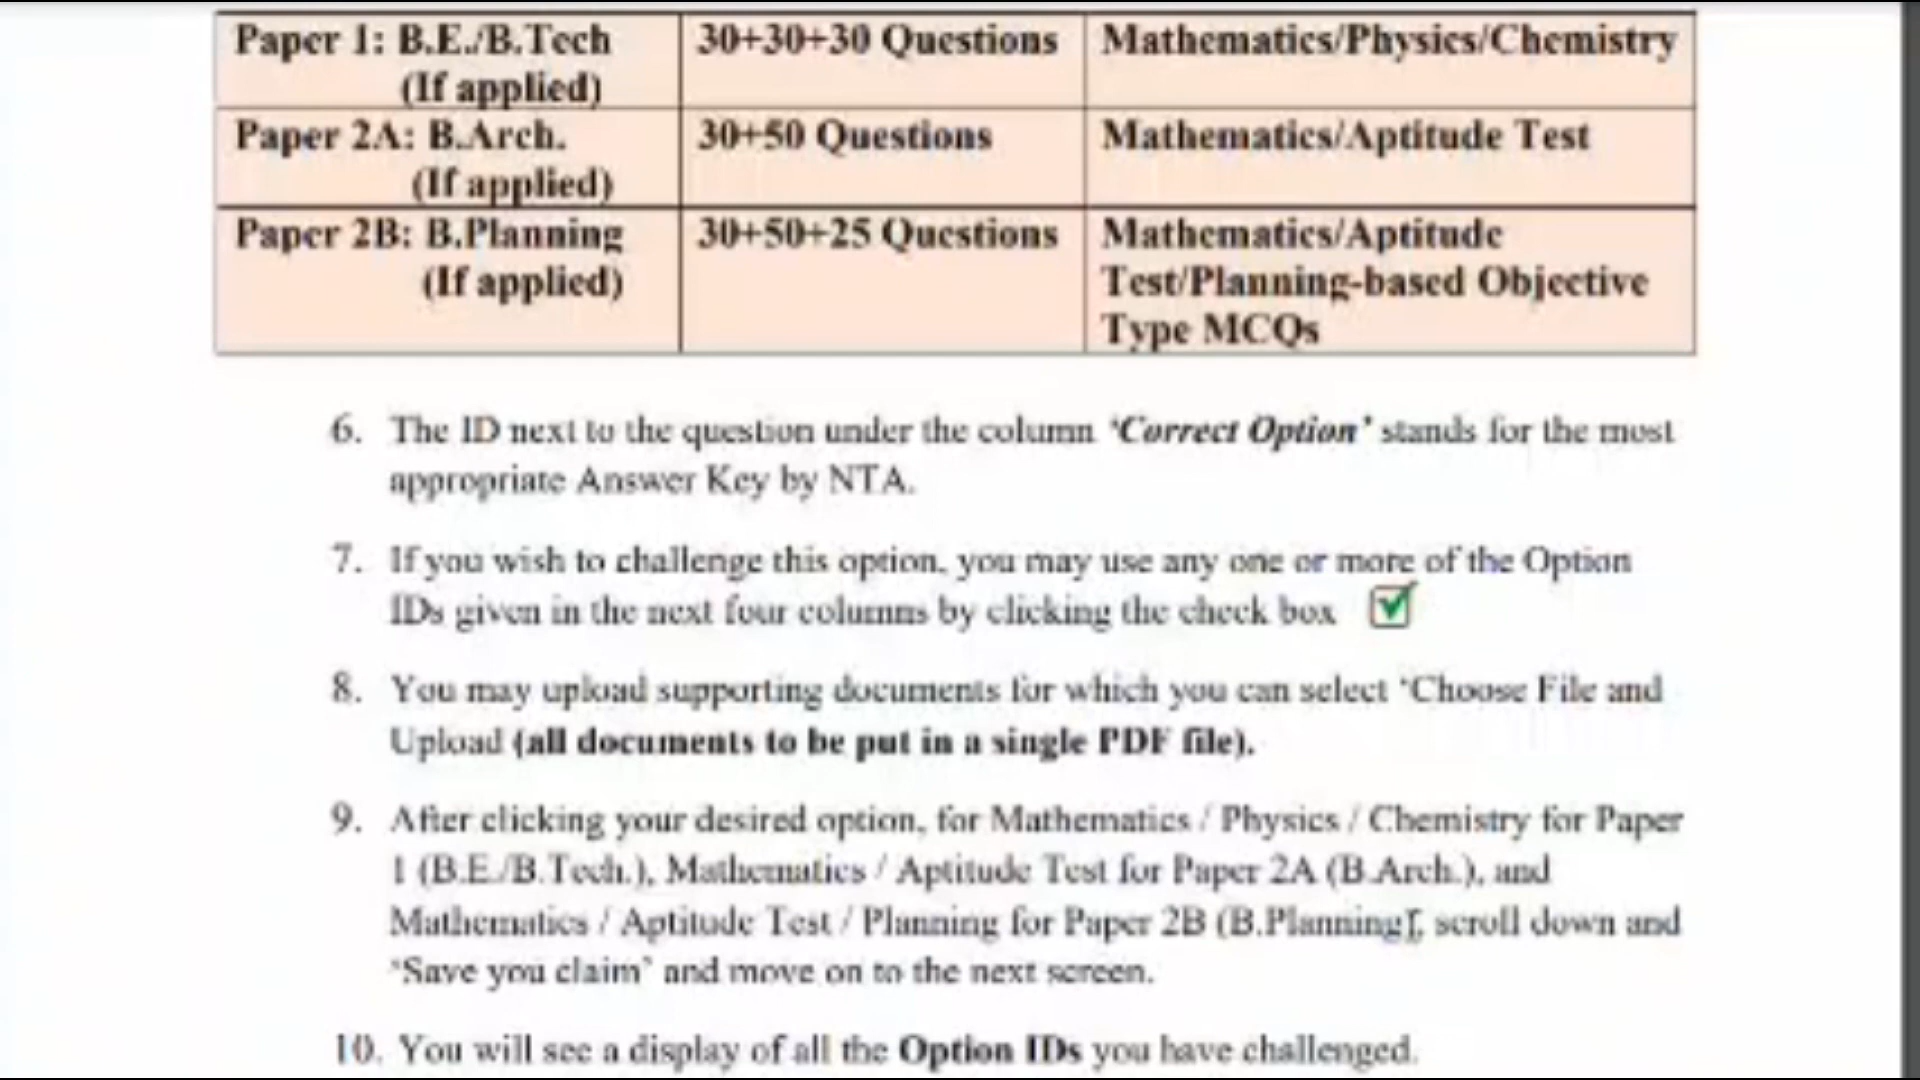 Paper 1: B.E./B.Tech
(If applied)
30+30+30 Questions
Mathematics/Physics/Chemistry
Paper 2A: B.Arch.
(If applied)
30+50 Questions
Mathematics/Aptitude Test
Paper 2B: B.Planning
(If applied)
30+50+25 Questions
Mathematics/Aptitude
Test/Planning-based Objective
Type MCQs
6. The ID next to the question under the column 'Correct Option' stands for the most
appropriate Answer Key by NTA.
7. If you wish to challenge this option, you may use any one or more of the Option
IDs given in the next four columns by clicking the check box
8. You may upload supporting documents for which you can select 'Choose File and
Upload (all documents to be put in a single PDF file).
9. After clicking your desired option, for Mathematics / Physics / Chemistry for Paper
1 (B.E./B.Tech.), Mathematics / Aptitude Test for Paper 2A (B.Arch.), and
Mathematics / Aptitude Test / Planning for Paper 2B (B.Planning), scroll down and
'Save you claim' and move on to the next screen.
10. You will see a display of all the Option IDs you have challenged.